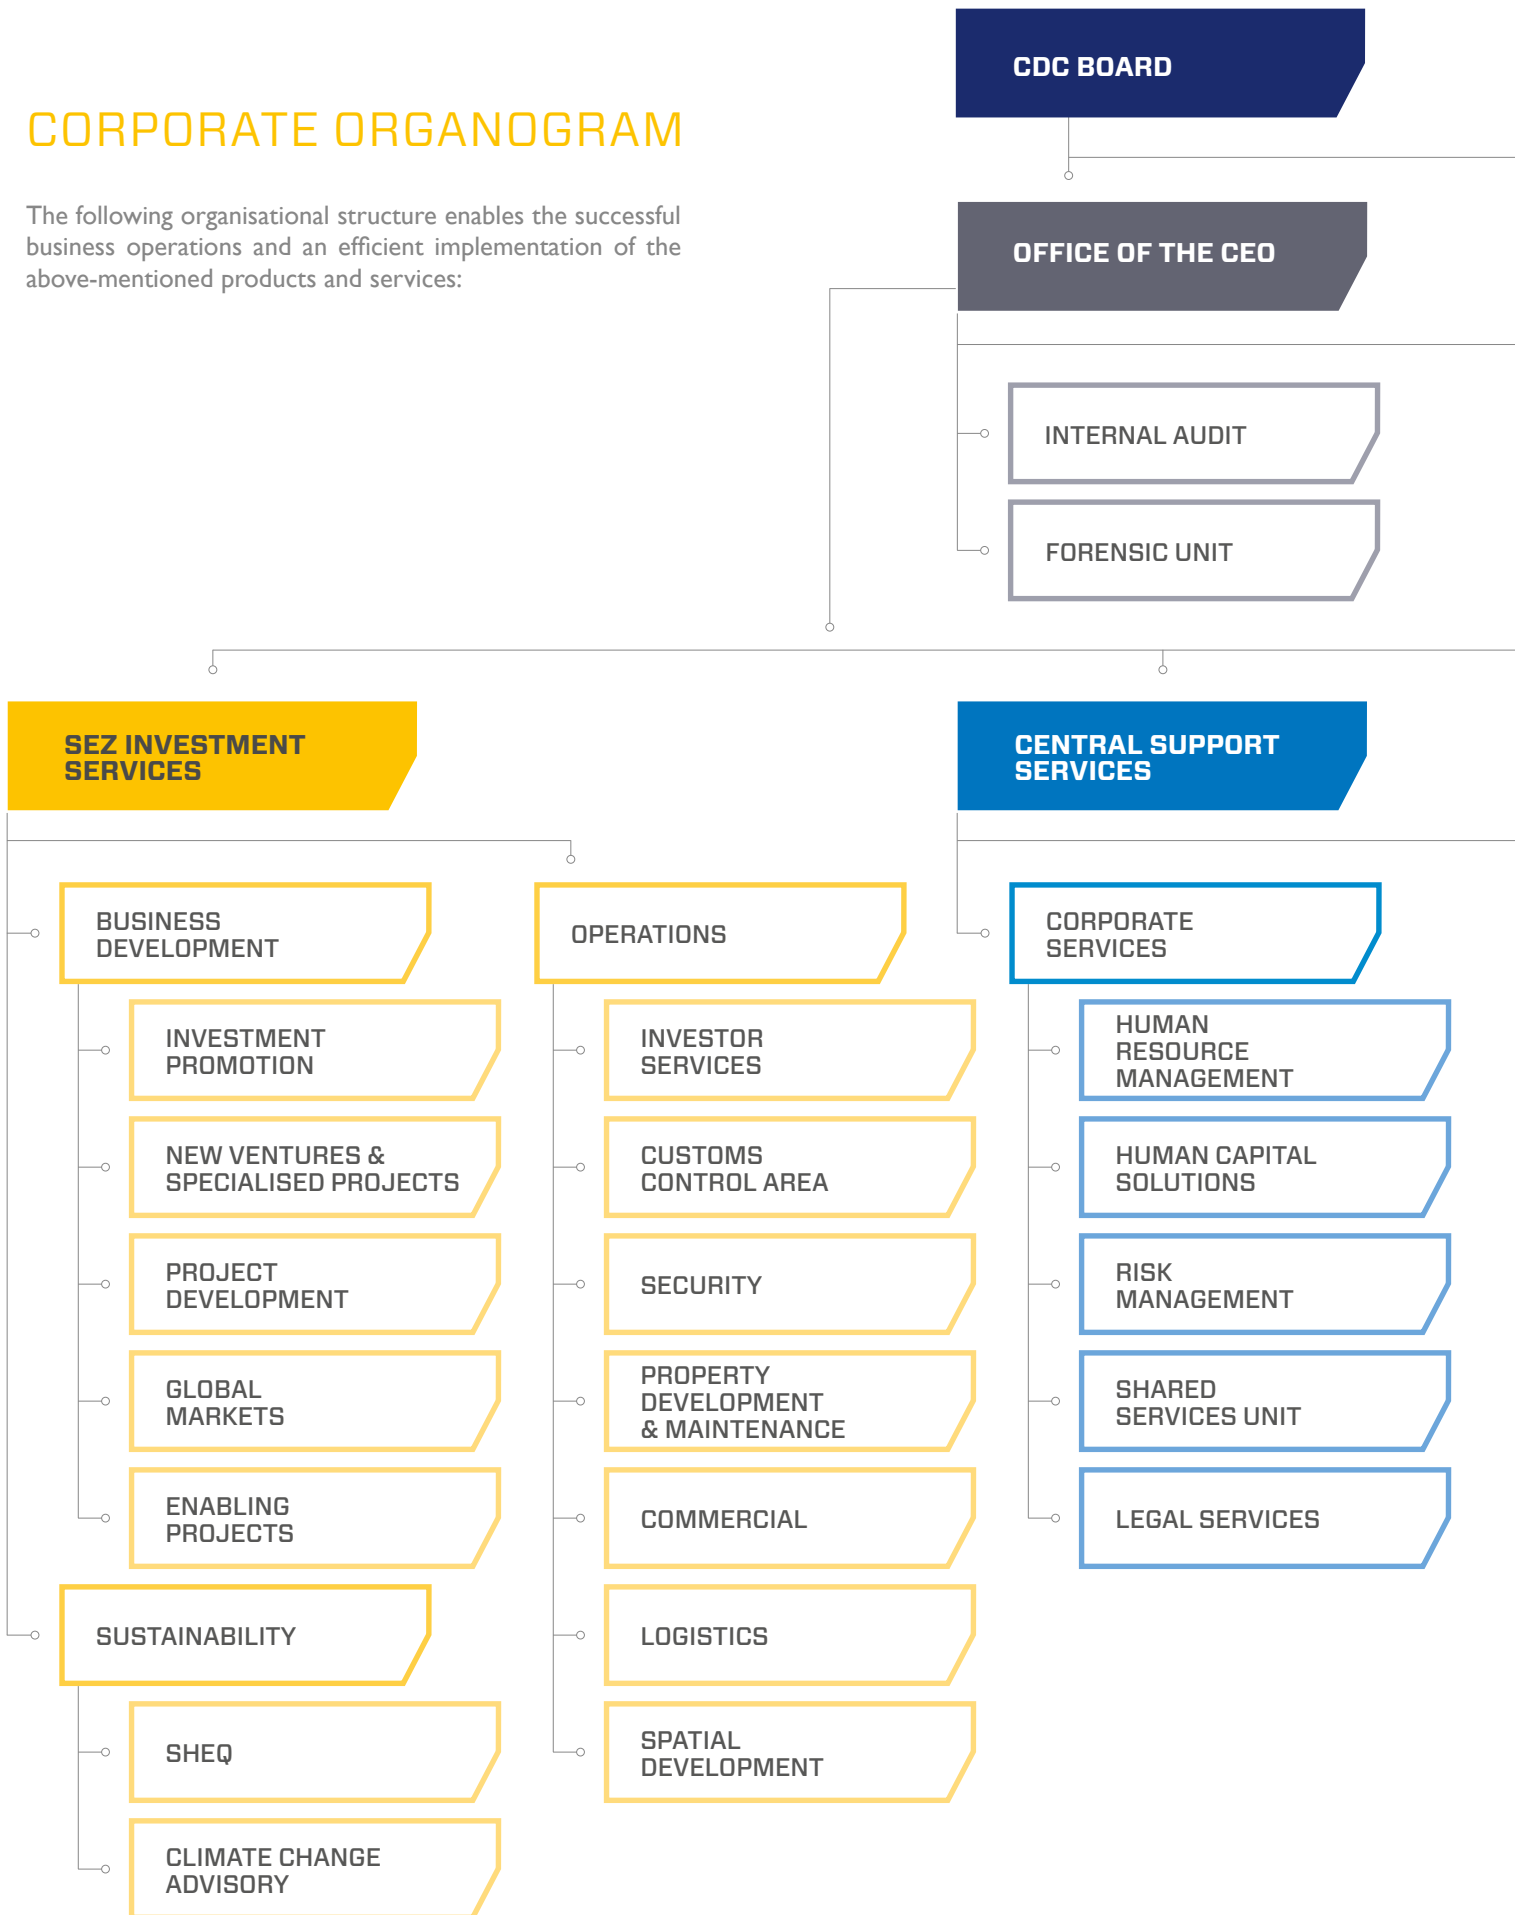 CDC BOARD
CORPORATE ORGANOGRAM
The following organisational structure enables the successful
business operations and an efficient implementation of the
above-mentioned products and services:
OFFICE OF THE CEO
INTERNAL AUDIT
FORENSIC UNIT
SEZ INVESTMENT
SERVICES
BUSINESS
DEVELOPMENT
INVESTMENT
PROMOTION
NEW VENTURES &
SPECIALISED PROJECTS
PROJECT
DEVELOPMENT
GLOBAL
MARKETS
ENABLING
PROJECTS
SUSTAINABILITY
SHEQ
CLIMATE CHANGE
ADVISORY
OPERATIONS
INVESTOR
SERVICES
CUSTOMS
CONTROL AREA
SECURITY
PROPERTY
DEVELOPMENT
& MAINTENANCE
COMMERCIAL
LOGISTICS
SPATIAL
DEVELOPMENT
CENTRAL SUPPORT
SERVICES
CORPORATE
SERVICES
HUMAN
RESOURCE
MANAGEMENT
HUMAN CAPITAL
SOLUTIONS
RISK
MANAGEMENT
SHARED
SERVICES UNIT
LEGAL SERVICES